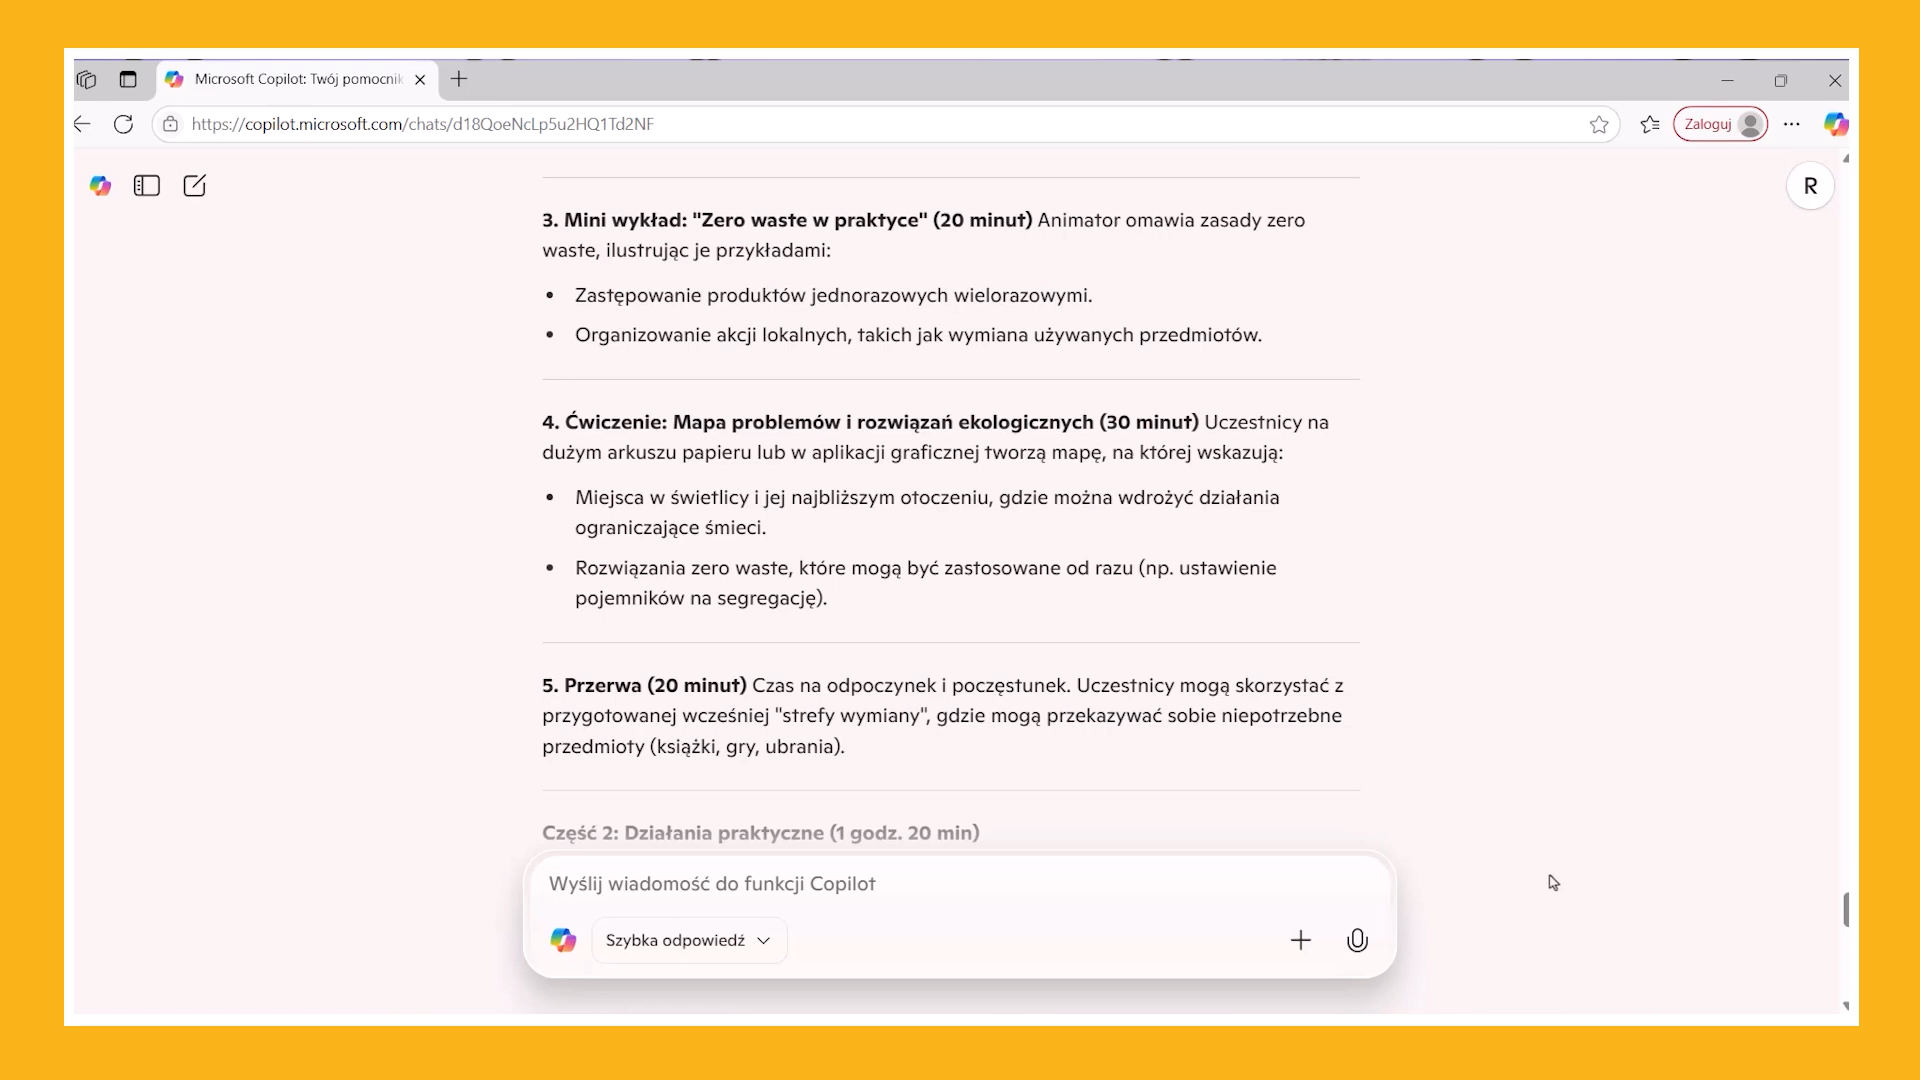 Microsoft Copilot: Twój pomocnik
https://copilot.microsoft.com/chats/d18QoeNcLp5u2HQ1Td2NF
Zaloguj
R
3. Mini wykład: "Zero waste w praktyce" (20 minut) Animator omawia zasady zero
waste, ilustrując je przykładami:
• Zastępowanie produktów jednorazowych wielorazowymi.
• Organizowanie akcji lokalnych, takich jak wymiana używanych przedmiotów.
4. Ćwiczenie: Mapa problemów i rozwiązań ekologicznych (30 minut) Uczestnicy na
dużym arkuszu papieru lub w aplikacji graficznej tworzą mapę, na której wskazują:
• Miejsca w świetlicy i jej najbliższym otoczeniu, gdzie można wdrożyć działania
ograniczające śmieci.
• Rozwiązania zero waste, które mogą być zastosowane od razu (np. ustawienie
pojemników na segregację).
5. Przerwa (20 minut) Czas na odpoczynek i poczęstunek. Uczestnicy mogą skorzystać z
przygotowanej wcześniej "strefy wymiany", gdzie mogą przekazywać sobie niepotrzebne
przedmioty (książki, gry, ubrania).
Część 2: Działania praktyczne (1 godz. 20 min)
Wyślij wiadomość do funkcji Copilot
Szybka odpowiedź